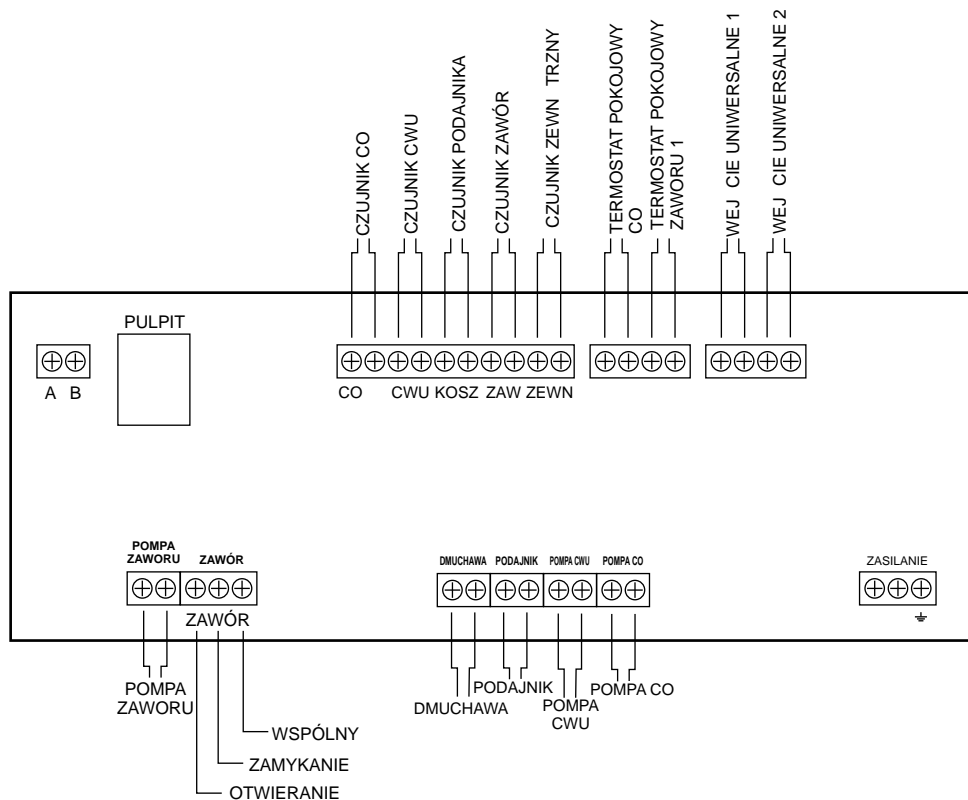 CZUJNIK CO
CZUJNIK CWU
CZUJNIK PODAJNIKA
CZUJNIK ZAWÓR
CZUJNIK ZEWN TRZNY
TERMOSTAT POKOJOWY
CO
TERMOSTAT POKOJOWY
ZAWORU 1
WEJ CIE UNIWERSALNE 1
WEJ CIE UNIWERSALNE 2
PULPIT
A B
CO CWU KOSZ ZAW ZEWN
POMPA
ZAWORU
ZAWÓR
DMUCHAWA PODAJNIK POMPA CWU POMPA CO
ZASILANIE
ZAWÓR
POMPA
ZAWORU
DMUCHAWA
PODAJNIK
POMPA
CWU
POMPA CO
WSPÓLNY
ZAMYKANIE
OTWIERANIE